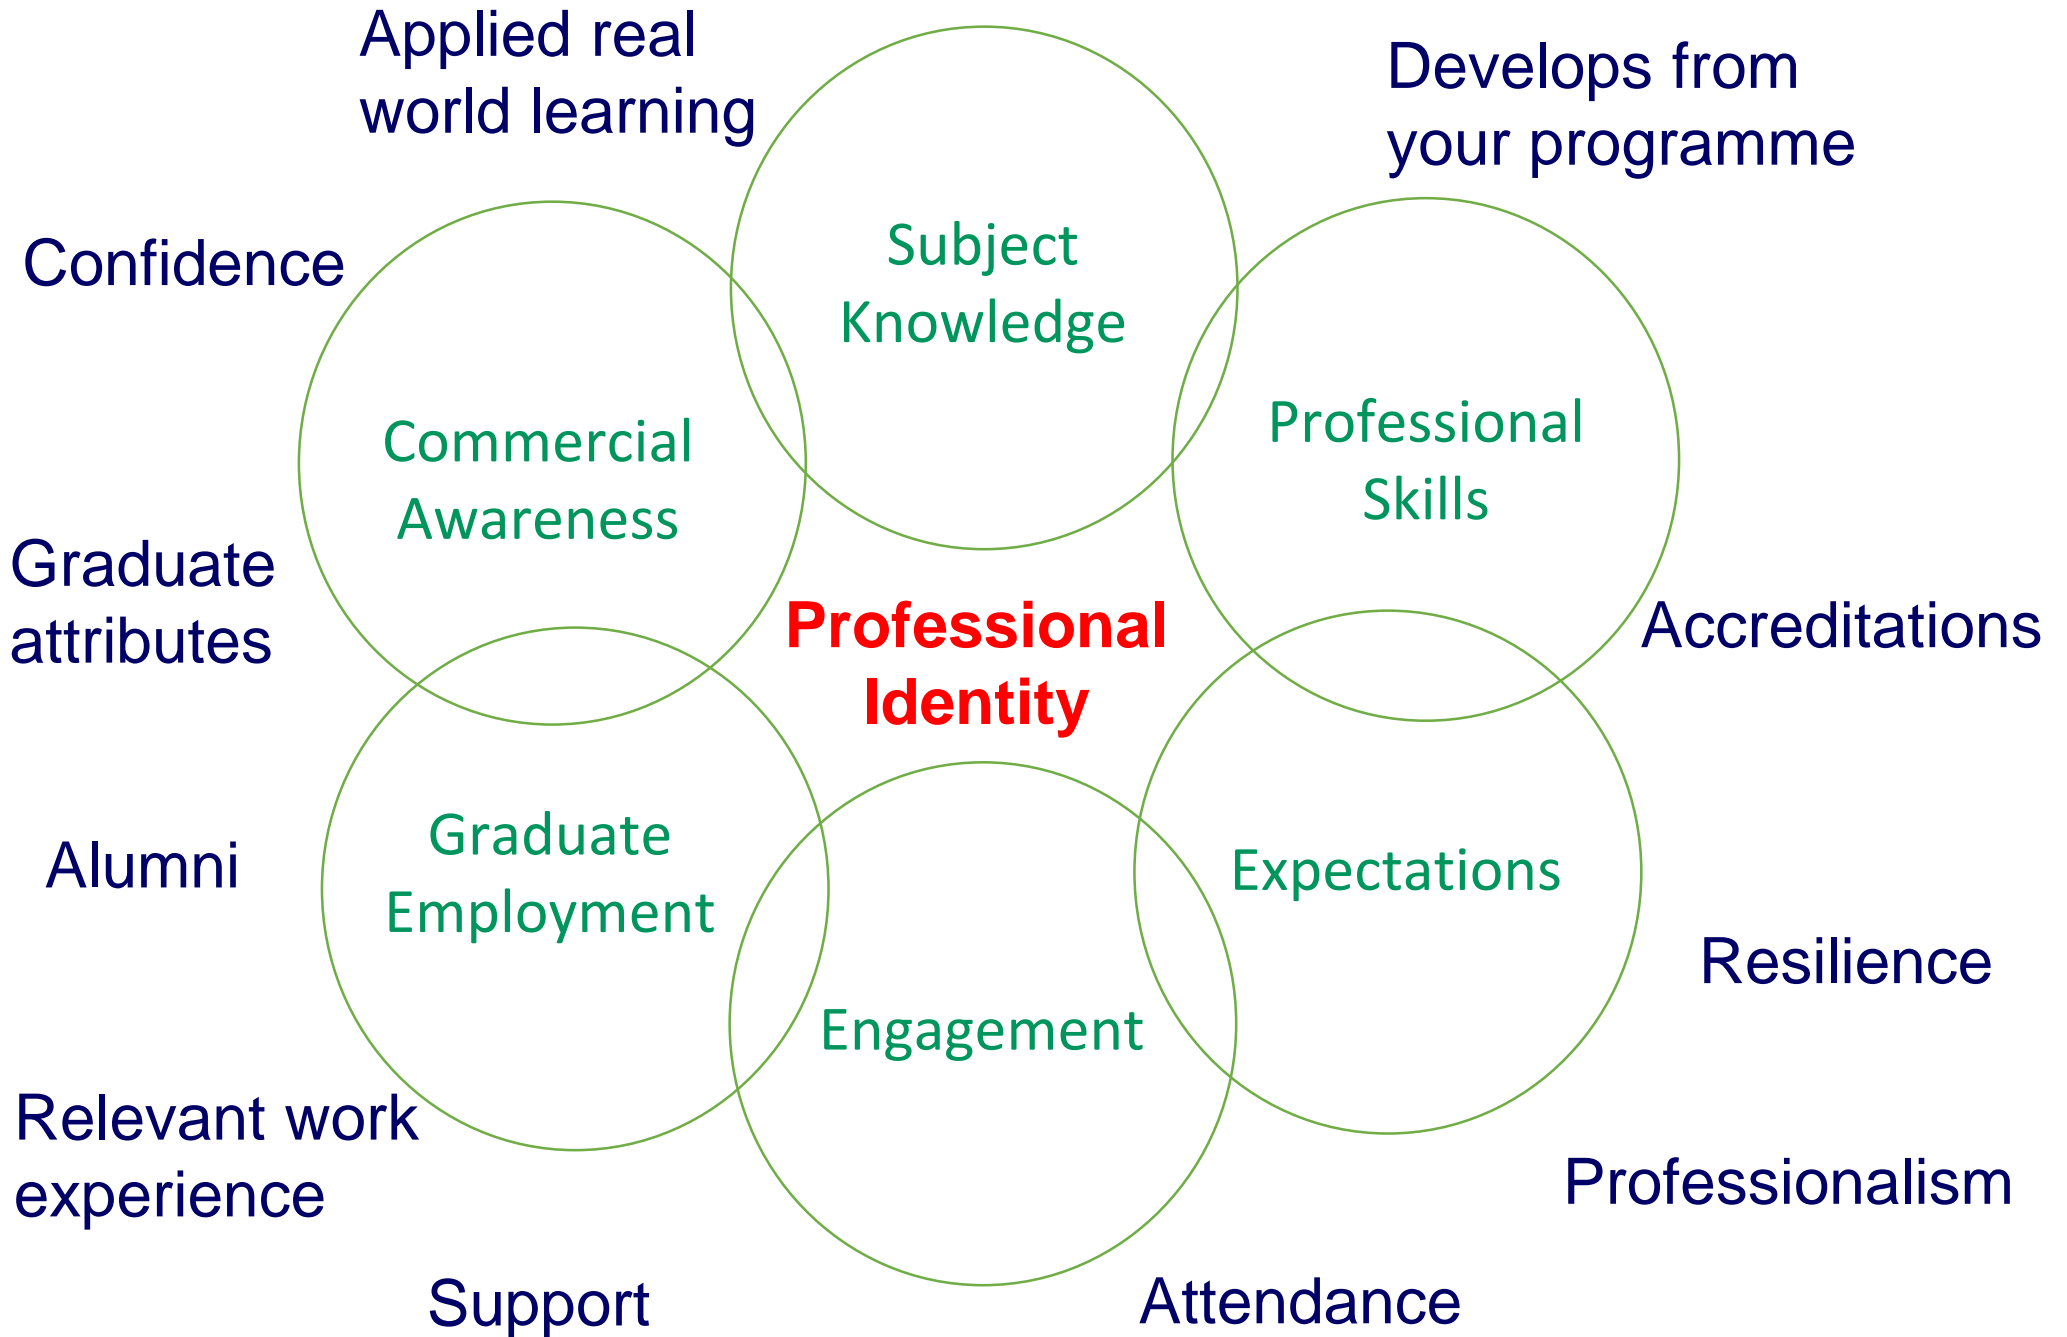 Applied real
world learning
Develops from
your programme
Subject
Knowledge
Confidence
Commercial
Awareness
Professional
Skills
Graduate
attributes
Professional
Identity
Accreditations
Graduate
Employment
Alumni
Expectations
Resilience
Engagement
Relevant work
experience
Professionalism
Support
Attendance